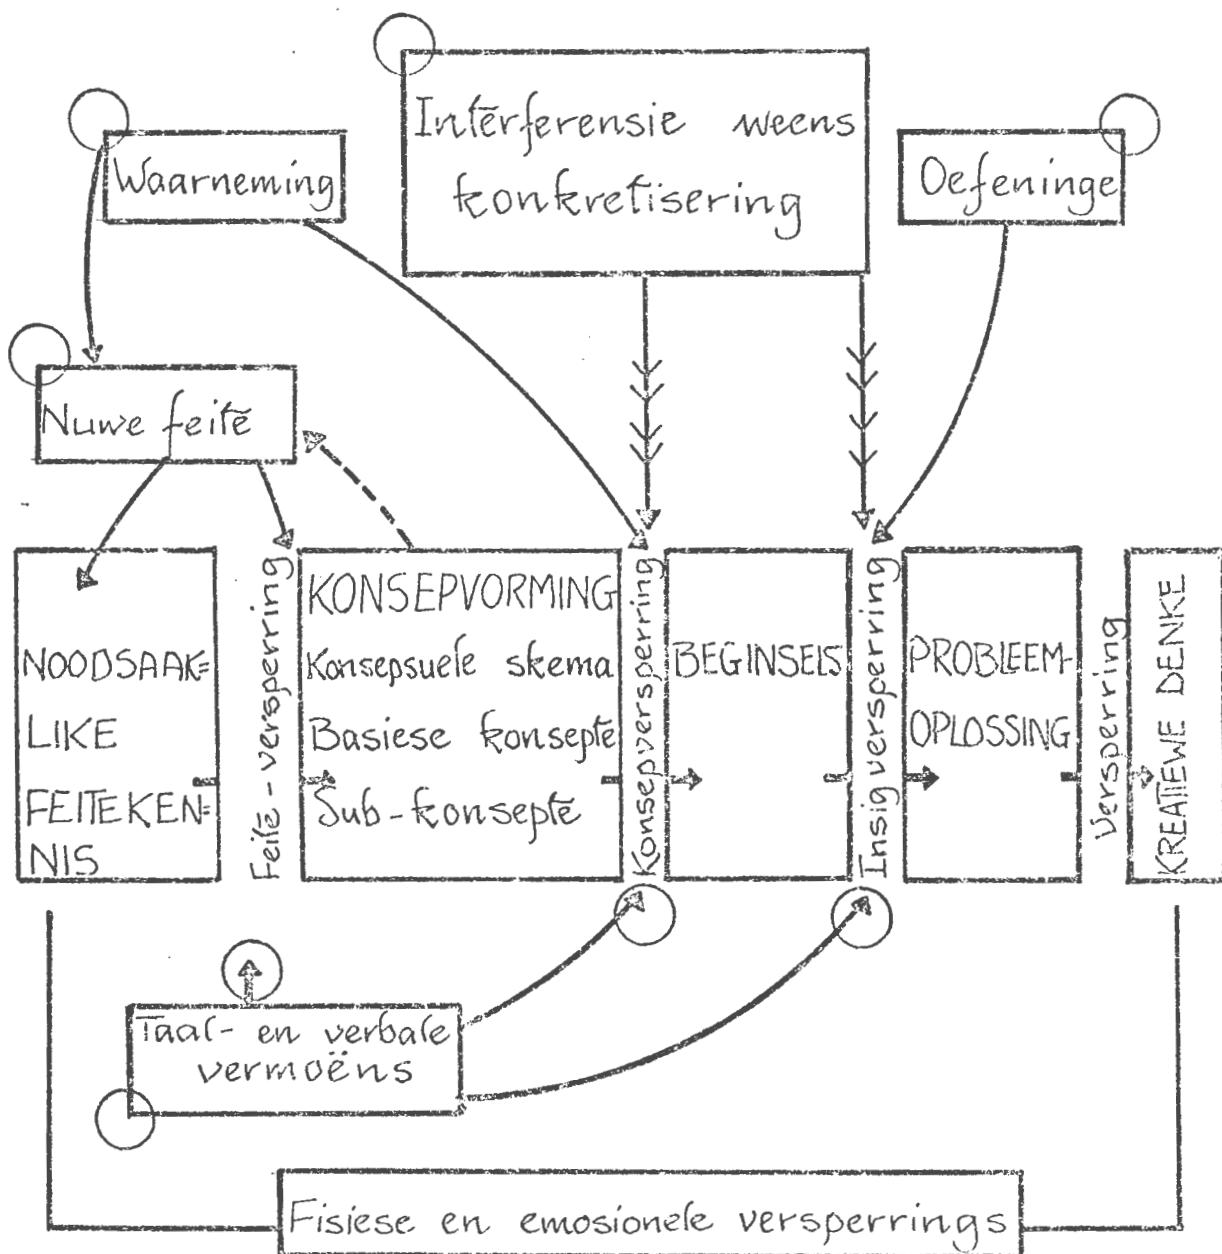 Interferensie weens
konkretisering
Waarneming
Oefeninge
Nuwe feite
NOODSAAK=
LIKE
FEITEKEN=
NIS
Feite-versperring
KONSEPVORMING
Konsepsuele skema
Basiese konsepte
Sub-konsepte
Konsepversperring
BEGINSELS
Insigversperring
PROBLEEM-
OPLOSSING
Versperring
KREATIEWE DENKE
Taal- en verbale
vermoëns
Fisiese en emosionele versperrings